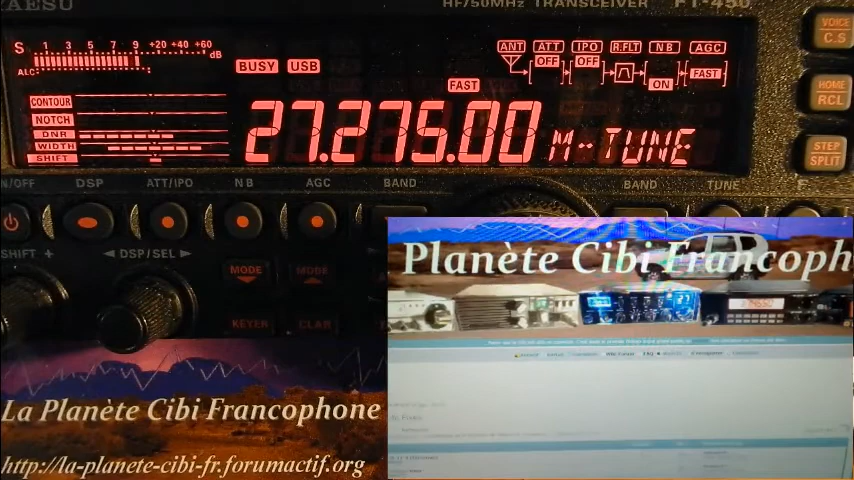 AESU
HF/50MHz TRANSCEIVER FT-450
S 1 3 5 7 9 +20 +40 +60 dB
ALC
BUSY USB
ANT ATT IPO R.FLT NB AGC
OFF OFF ON FAST
FAST
CONTOUR
NOTCH
DNR
WIDTH
SHIFT
27.275.00 M-TUNE
VOICE
C.S
HOME
RCL
STEP
SPLIT
N/OFF DSP ATT/IPO NB AGC BAND BAND TUNE F
SHIFT + ◄ DSP/SEL ►
MODE MODE
KEYER CLAR
Planète Cibi Francoph
La Planète Cibi Francophone
http://la-planete-cibi-fr.forumactif.org